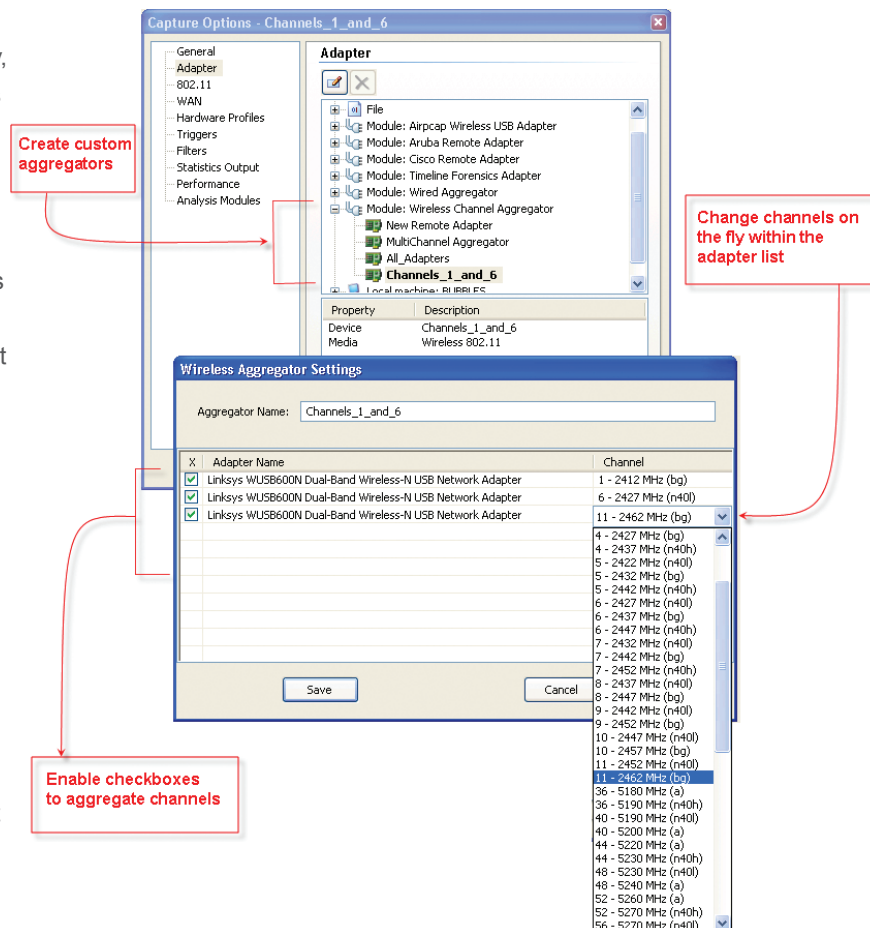 Capture Options - Channels_1_and_6
General
Adapter
802.11
WAN
Hardware Profiles
Triggers
Filters
Statistics Output
Performance
Analysis Modules
Adapter
File
Module: Airpcap Wireless USB Adapter
Module: Aruba Remote Adapter
Module: Cisco Remote Adapter
Module: Timeline Forensics Adapter
Module: Wired Aggregator
Module: Wireless Channel Aggregator
New Remote Adapter
MultiChannel Aggregator
All_Adapters
Channels_1_and_6
Local machine: BUBBLES
Property Description
Device Channels_1_and_6
Media Wireless 802.11
Create custom
aggregators
Change channels on
the fly within the
adapter list
Wireless Aggregator Settings
Aggregator Name: Channels_1_and_6
X Adapter Name Channel
Linksys WUSB600N Dual-Band Wireless-N USB Network Adapter 1 - 2412 MHz (bg)
Linksys WUSB600N Dual-Band Wireless-N USB Network Adapter 6 - 2427 MHz (n40l)
Linksys WUSB600N Dual-Band Wireless-N USB Network Adapter 11 - 2462 MHz (bg)
4 - 2427 MHz (bg)
4 - 2437 MHz (n40h)
5 - 2422 MHz (n40l)
5 - 2432 MHz (bg)
5 - 2442 MHz (n40h)
6 - 2427 MHz (n40l)
6 - 2437 MHz (bg)
6 - 2447 MHz (n40h)
7 - 2432 MHz (n40l)
7 - 2442 MHz (bg)
7 - 2452 MHz (n40h)
8 - 2437 MHz (n40l)
8 - 2447 MHz (bg)
9 - 2442 MHz (n40l)
9 - 2452 MHz (bg)
10 - 2447 MHz (n40l)
10 - 2457 MHz (bg)
11 - 2452 MHz (n40l)
11 - 2462 MHz (bg)
36 - 5180 MHz (a)
36 - 5190 MHz (n40h)
40 - 5190 MHz (n40l)
40 - 5200 MHz (a)
44 - 5220 MHz (a)
44 - 5230 MHz (n40h)
48 - 5230 MHz (n40l)
48 - 5240 MHz (a)
52 - 5260 MHz (a)
52 - 5270 MHz (n40h)
56 - 5270 MHz (n40l)
Save Cancel
Enable checkboxes
to aggregate channels